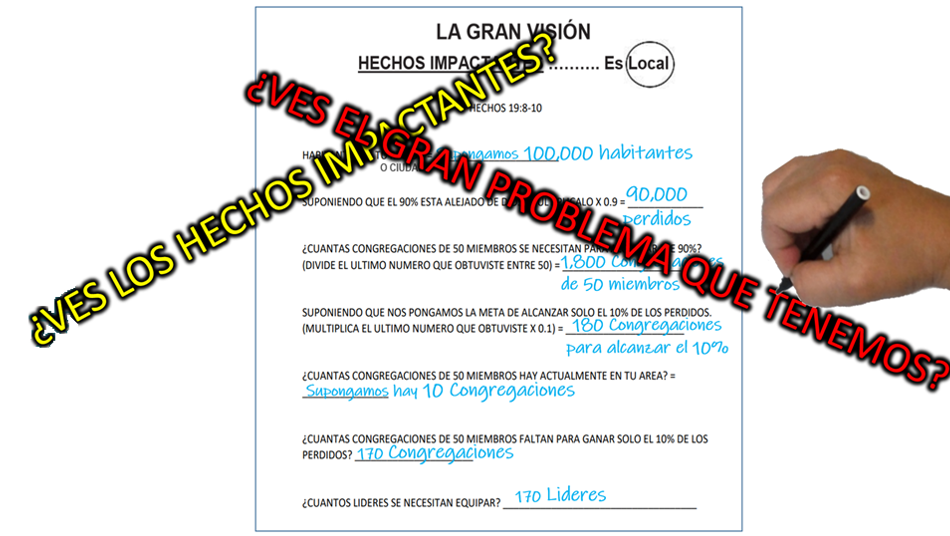 LA GRAN VISIÓN
HECHOS .......... Es Local
HECHOS 19:8-10
¿VES LOS HECHOS IMPACTANTES?
¿VES EL GRAN PROBLEMA QUE TENEMOS?
100,000 habitantes
O
SUPONIENDO QUE EL 90% ESTA ALEJADO DE X 0.9 = 90,000
perdidos
¿CUANTAS CONGREGACIONES DE 50 MIEMBROS SE NECESITAN 90%?
(DIVIDE EL ULTIMO NUMERO QUE OBTUVISTE ENTRE 50) = 1,800
de 50 miembros
SUPONIENDO QUE NOS PONGAMOS LA META DE ALCANZAR SOLO EL 10% DE LOS PERDIDOS.
(MULTIPLICA EL ULTIMO NUMERO QUE OBTUVISTE X 0.1) = 180 Congregaciones
para alcanzar el 10%
¿CUANTAS CONGREGACIONES DE 50 MIEMBROS HAY ACTUALMENTE EN TU AREA? =
Supongamos hay 10 Congregaciones
¿CUANTAS CONGREGACIONES DE 50 MIEMBROS FALTAN PARA GANAR SOLO EL 10% DE LOS
PERDIDOS? 170 Congregaciones
¿CUANTOS LIDERES SE NECESITAN EQUIPAR? 170 Lideres